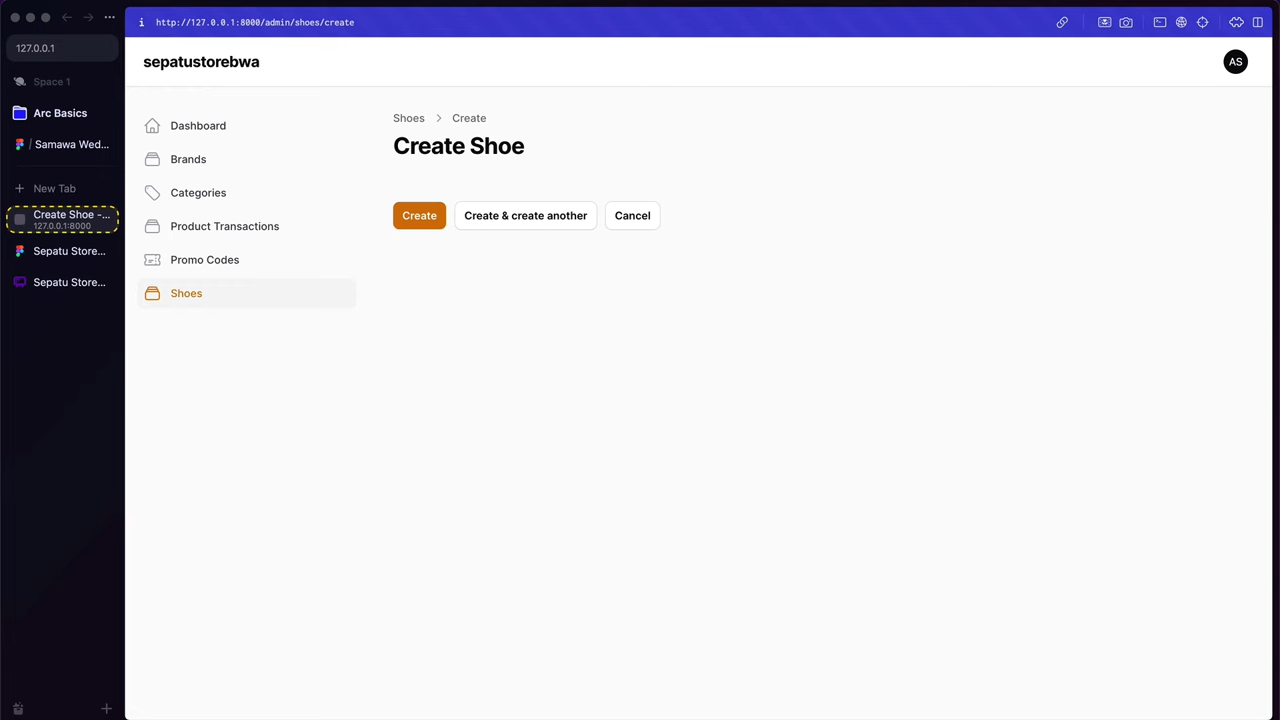 http://127.0.0.1:8000/admin/shoes/create
127.0.0.1
Space 1
Arc Basics
/ Samawa Wed...
New Tab
Create Shoe -...
127.0.0.1:8000
Sepatu Store...
Sepatu Store...
sepatustorebwa
AS
Dashboard
Brands
Categories
Product Transactions
Promo Codes
Shoes
Shoes > Create
Create Shoe
Create
Create & create another
Cancel